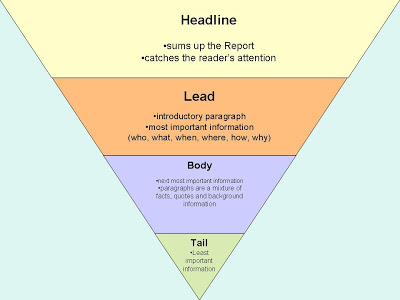 Headline
•sums up the Report
•catches the reader's attention
Lead
•introductory paragraph
•most important information
(who, what, when, where, how, why)
Body
•next most important information
•paragraphs are a mixture of
facts, quotes and background
information
Tail
•Least
important
information